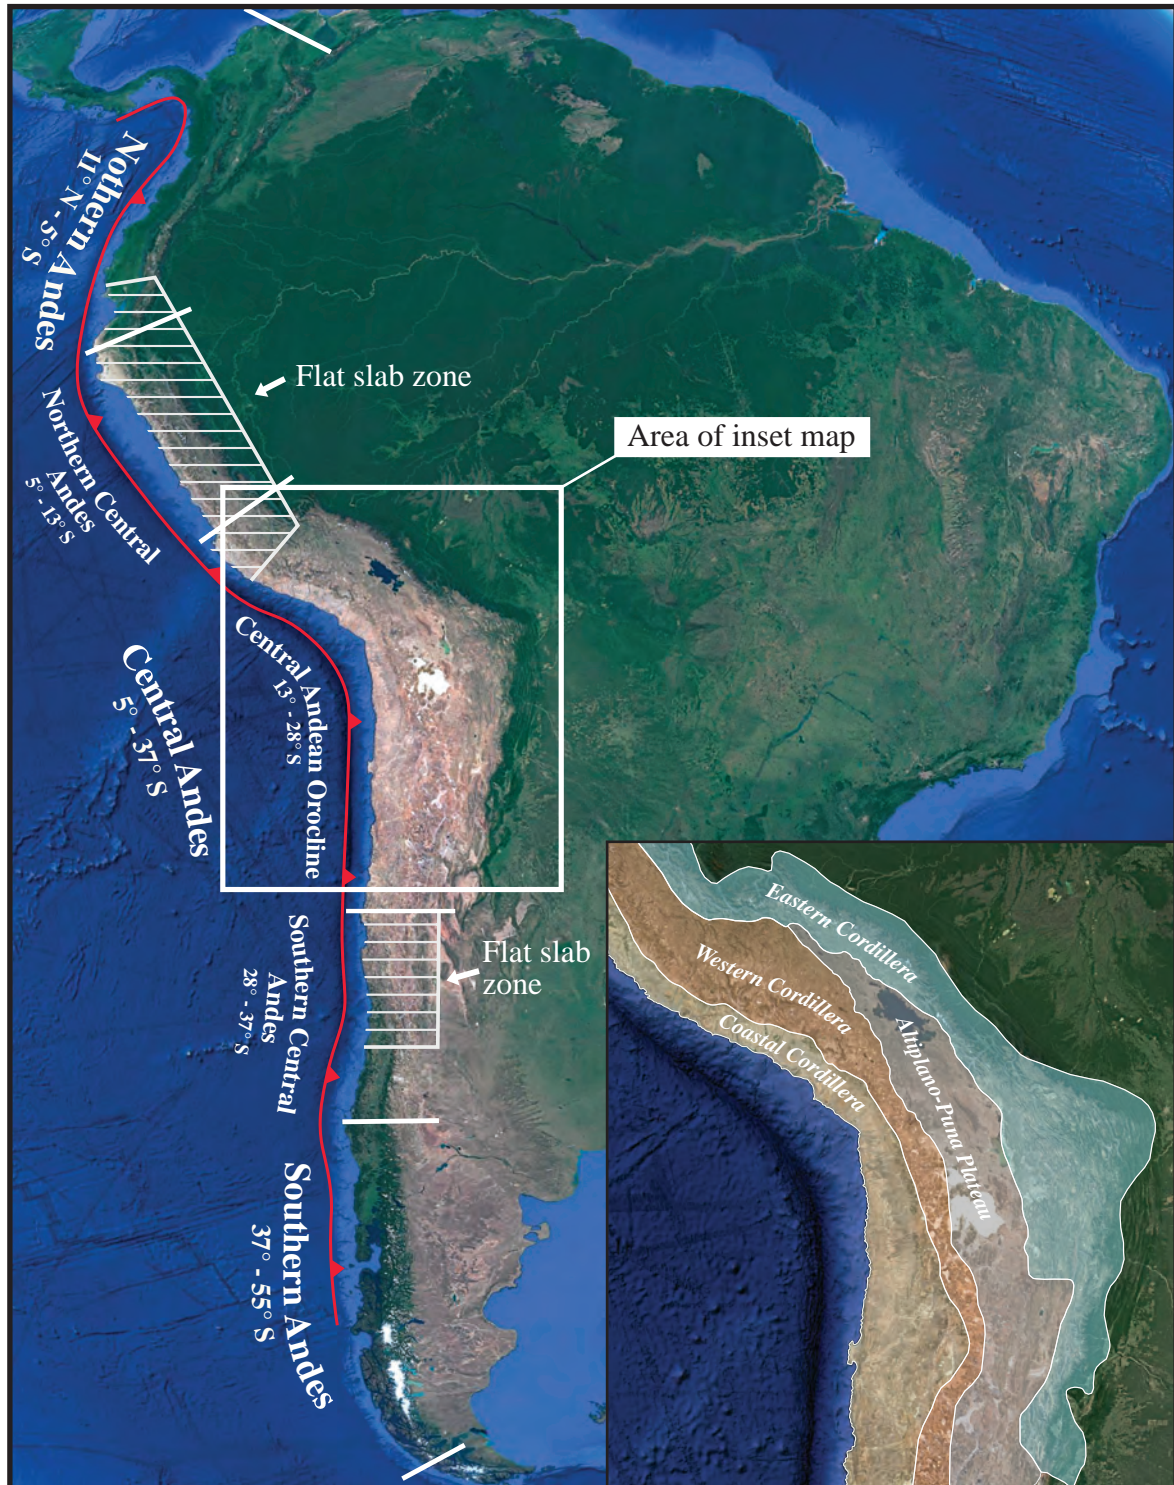 Nothern Andes
11° N - 5° S
Flat slab zone
Area of inset map
Northern Central
Andes
5° - 13° S
Central Andean Orocline
13° - 28° S
Central Andes
5° - 37° S
Southern Central
Andes
28° - 37° S
Flat slab
zone
Southern Andes
37° - 55° S
Eastern Cordillera
Western Cordillera
Coastal Cordillera
Altiplano-Puna Plateau